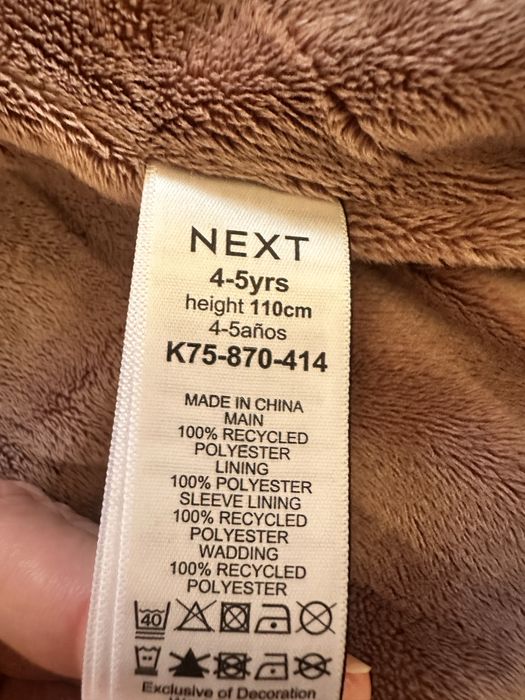 NEXT
4-5yrs
height 110cm
4-5años
K75-870-414
MADE IN CHINA
MAIN
100% RECYCLED
POLYESTER
LINING
100% POLYESTER
SLEEVE LINING
100% RECYCLED
POLYESTER
WADDING
100% RECYCLED
POLYESTER
40
Exclusive of Decoration